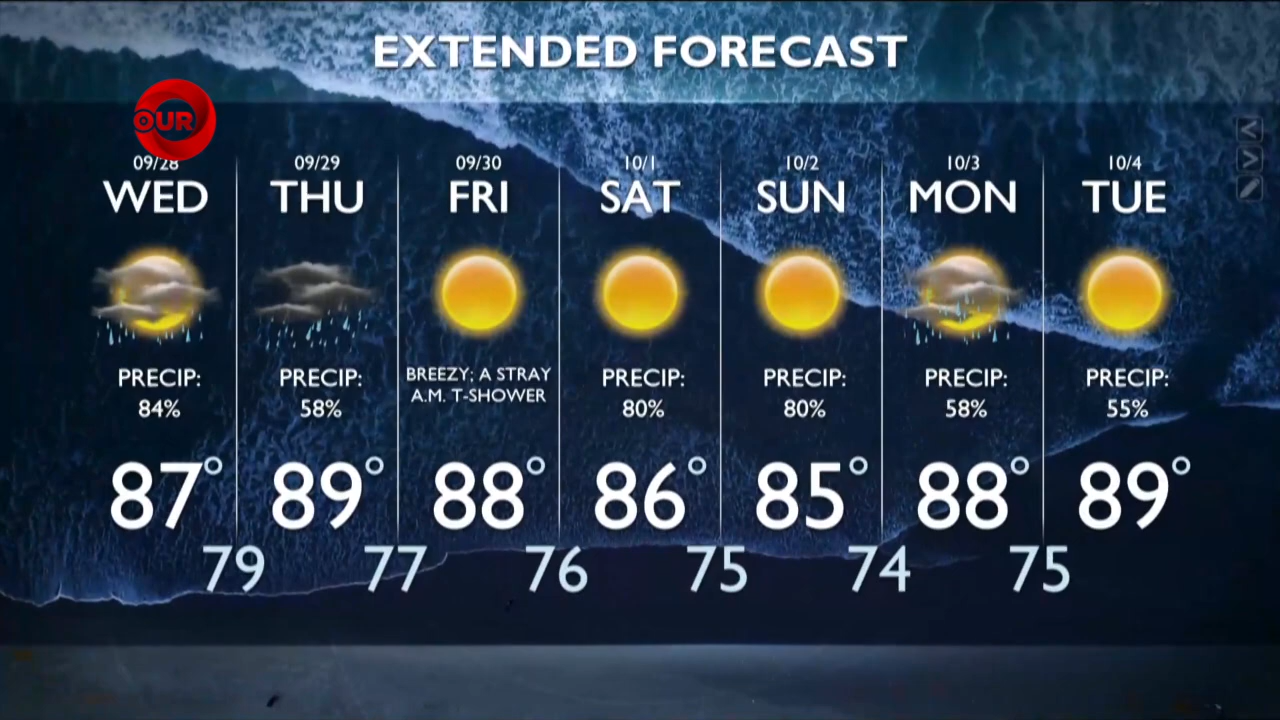 EXTENDED FORECAST
OUR
09/28
WED
PRECIP:
84%
87°
79
09/29
THU
PRECIP:
58%
89°
77
09/30
FRI
BREEZY; A STRAY
A.M. T-SHOWER
88°
76
10/1
SAT
PRECIP:
80%
86°
75
10/2
SUN
PRECIP:
80%
85°
74
10/3
MON
PRECIP:
58%
88°
75
10/4
TUE
PRECIP:
55%
89°